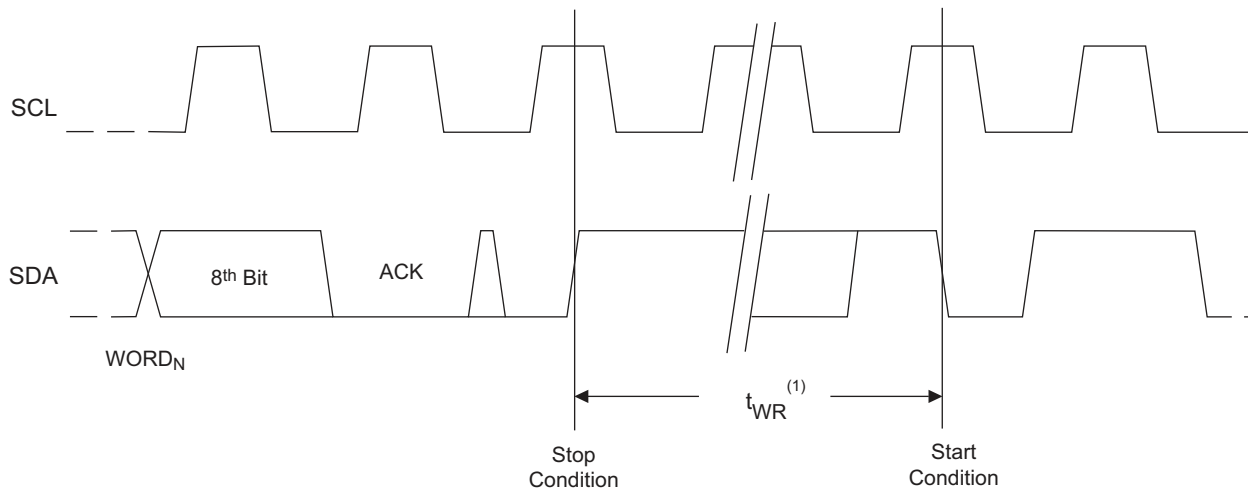 SCL
SDA
8th Bit
ACK
WORDN
tWR(1)
Stop
Condition
Start
Condition